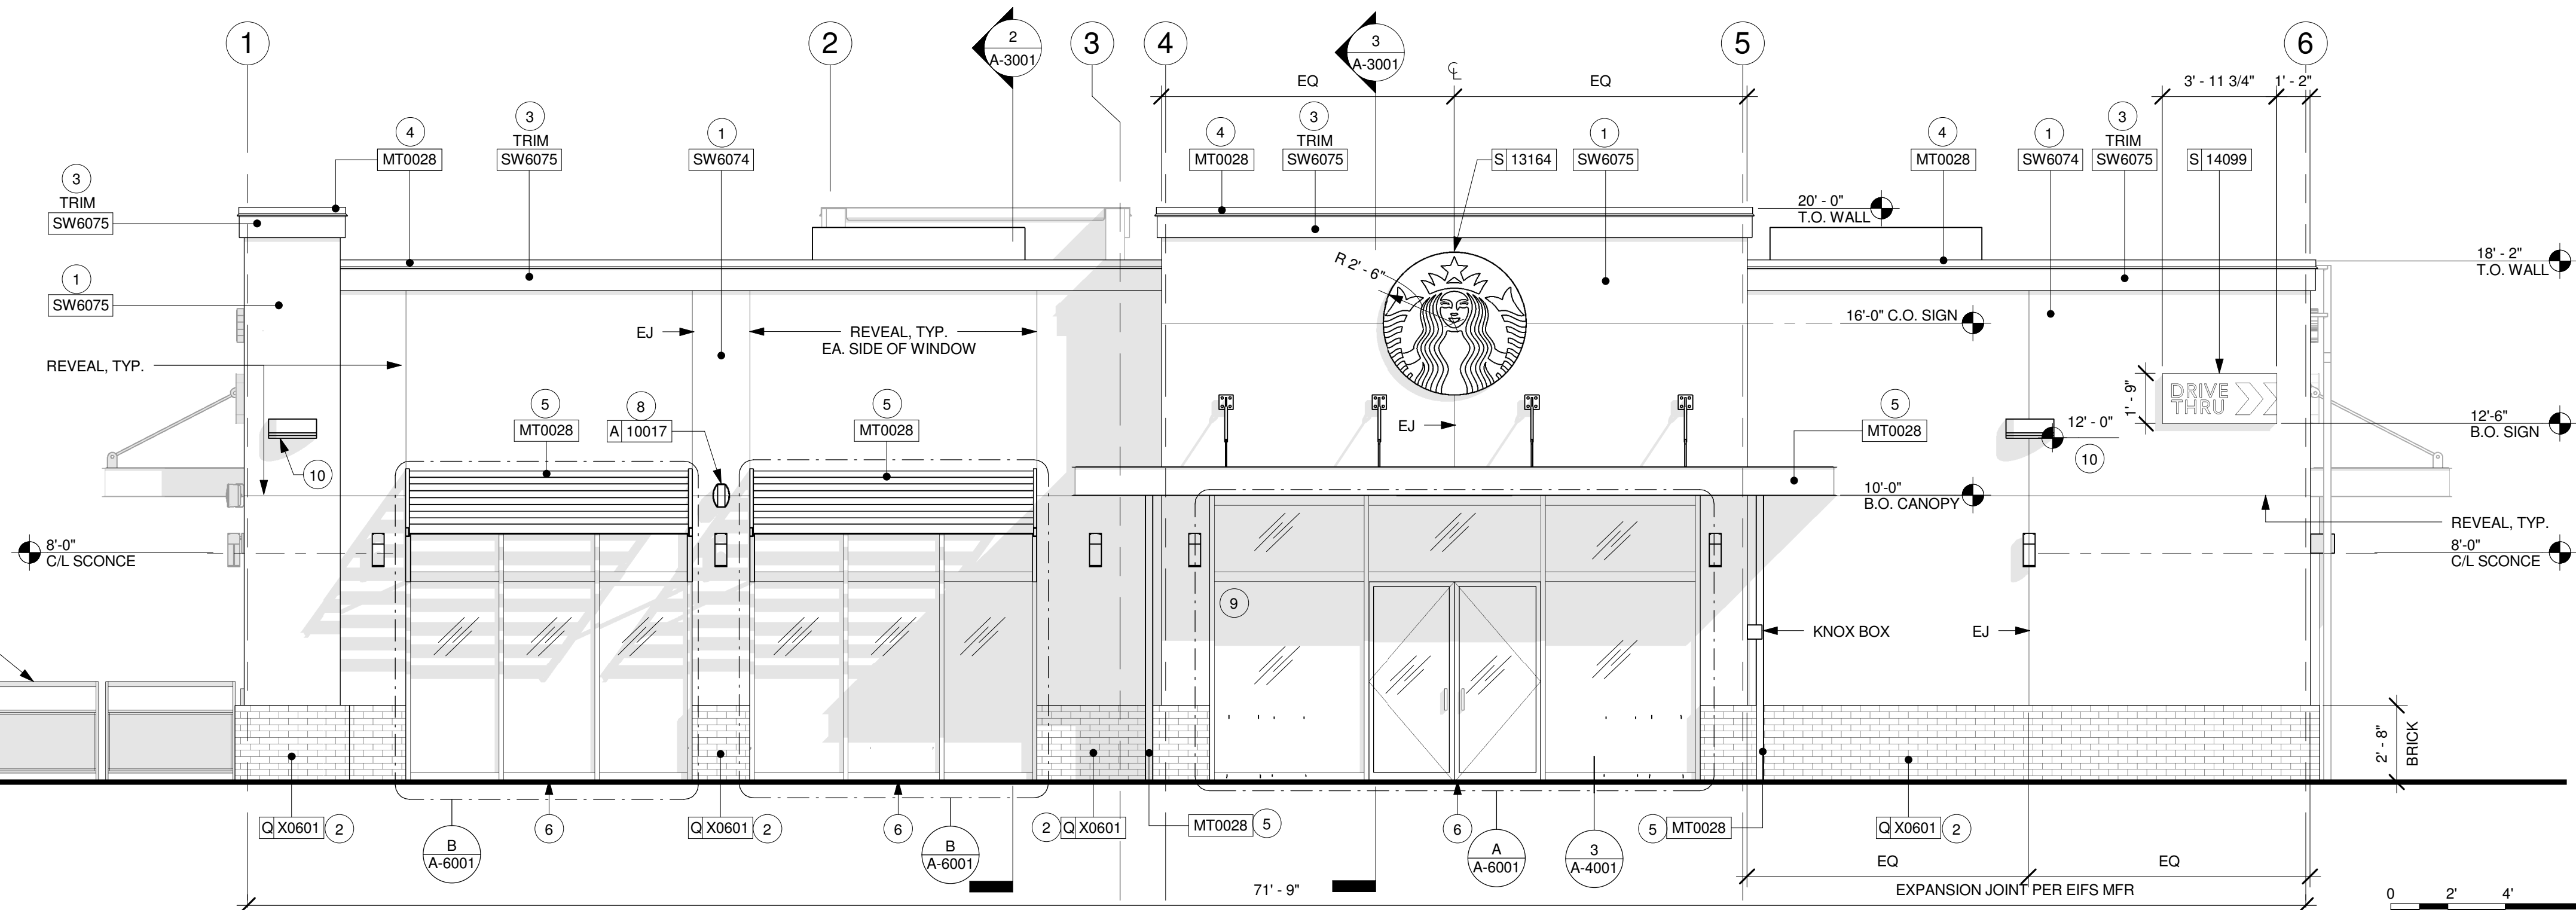 1
2
2
A-3001
3
4
3
A-3001
5
6
EQ
℄
EQ
3' - 11 3/4"
1' - 2"
4
MT0028
3
TRIM
SW6075
1
SW6074
4
MT0028
3
TRIM
SW6075
S 13164
1
SW6075
4
MT0028
1
SW6074
3
TRIM
SW6075
S 14099
3
TRIM
SW6075
20' - 0"
T.O. WALL
18' - 2"
T.O. WALL
1
SW6075
R 2' - 6"
EJ
REVEAL, TYP.
EA. SIDE OF WINDOW
16'-0" C.O. SIGN
REVEAL, TYP.
5
MT0028
8
A 10017
5
MT0028
EJ
5
MT0028
1' - 9"
DRIVE
THRU
12' - 0"
12'-6"
B.O. SIGN
10
10
10'-0"
B.O. CANOPY
REVEAL, TYP.
8'-0"
C/L SCONCE
8'-0"
C/L SCONCE
9
KNOX BOX
EJ
2' - 8"
BRICK
Q X0601 2
6
Q X0601 2
6
2 Q X0601
MT0028 5
6
5 MT0028
Q X0601 2
B
A-6001
B
A-6001
A
A-6001
3
A-4001
EQ
EQ
71' - 9"
EXPANSION JOINT PER EIFS MFR
0 2' 4'